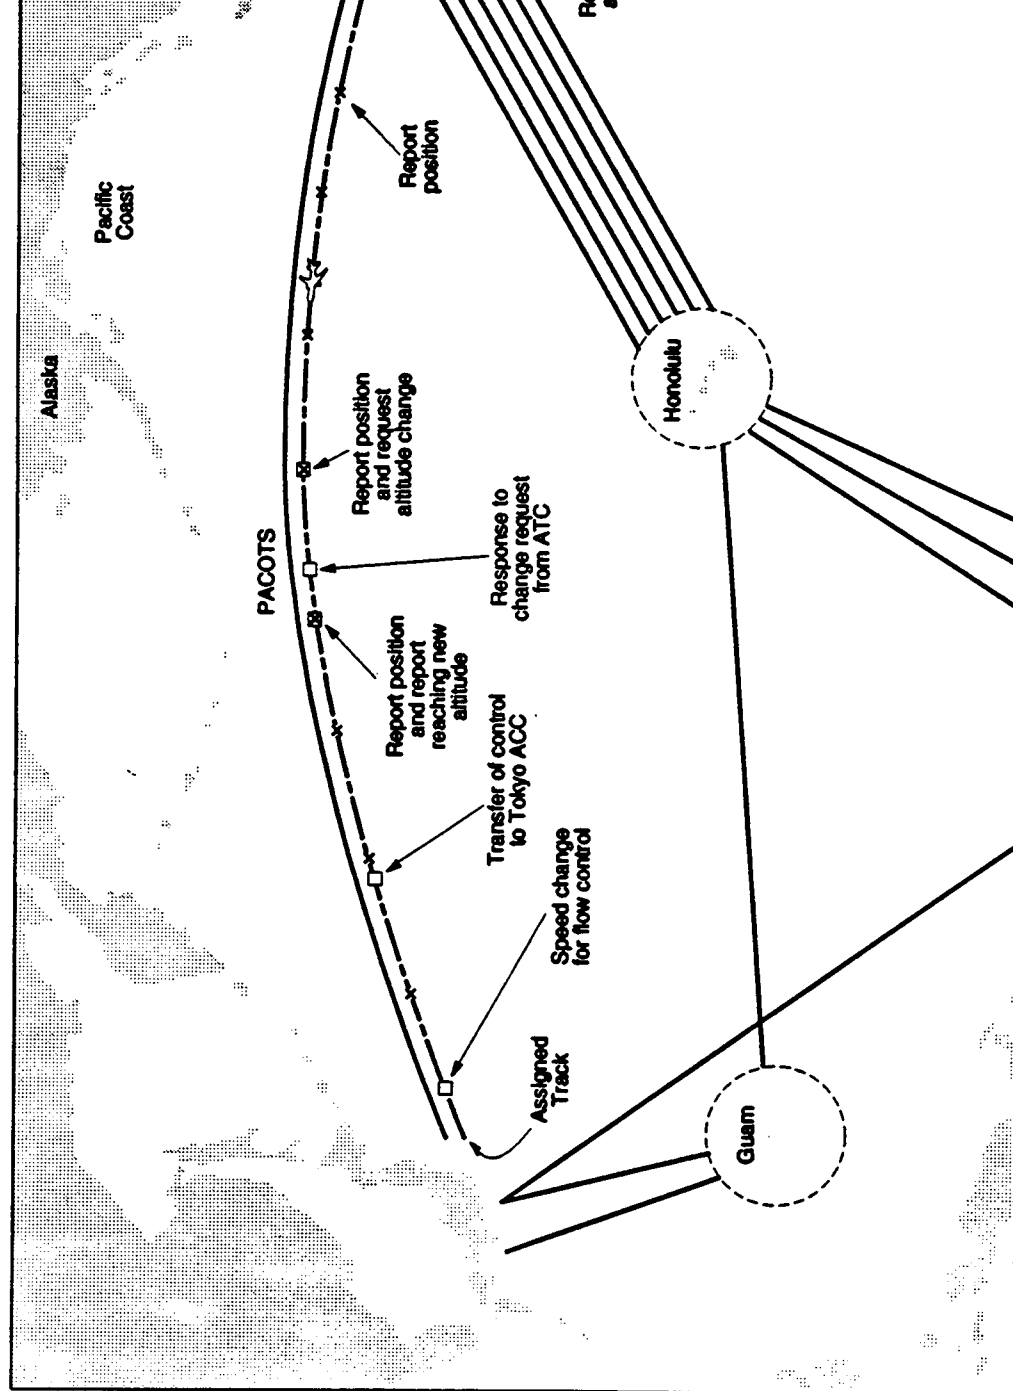 Alaska
Pacific
Coast
PACOTS
Report
position
Report position
and request
altitude change
Response to
change request
from ATC
Report position
and report
reaching new
altitude
Transfer of control
to Tokyo ACC
Speed change
for flow control
Assigned
Track
Honolulu
Guam